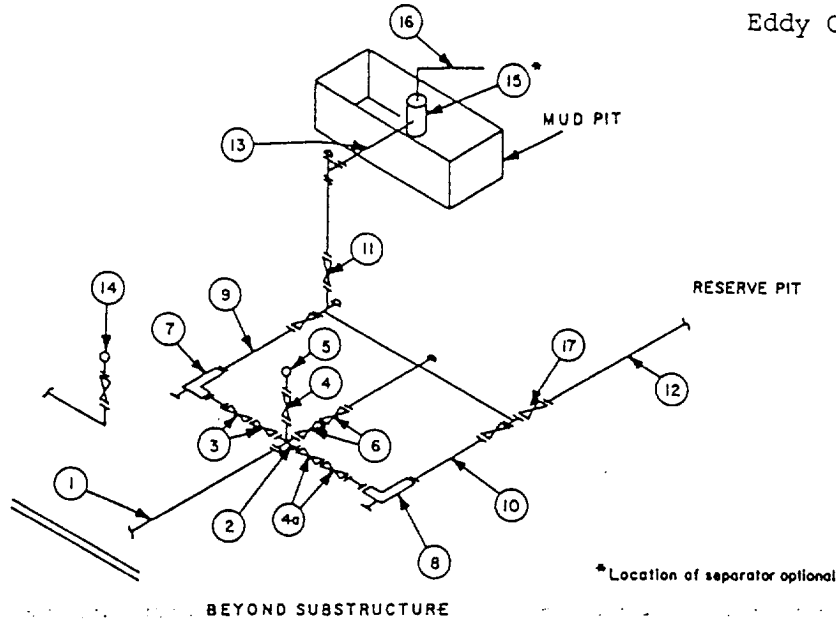 Eddy C
16
15 *
MUD PIT
13
11
14
RESERVE PIT
9
7
5
17
4
12
3
6
1
2
4a
10
8
* Location of separator optional
BEYOND SUBSTRUCTURE